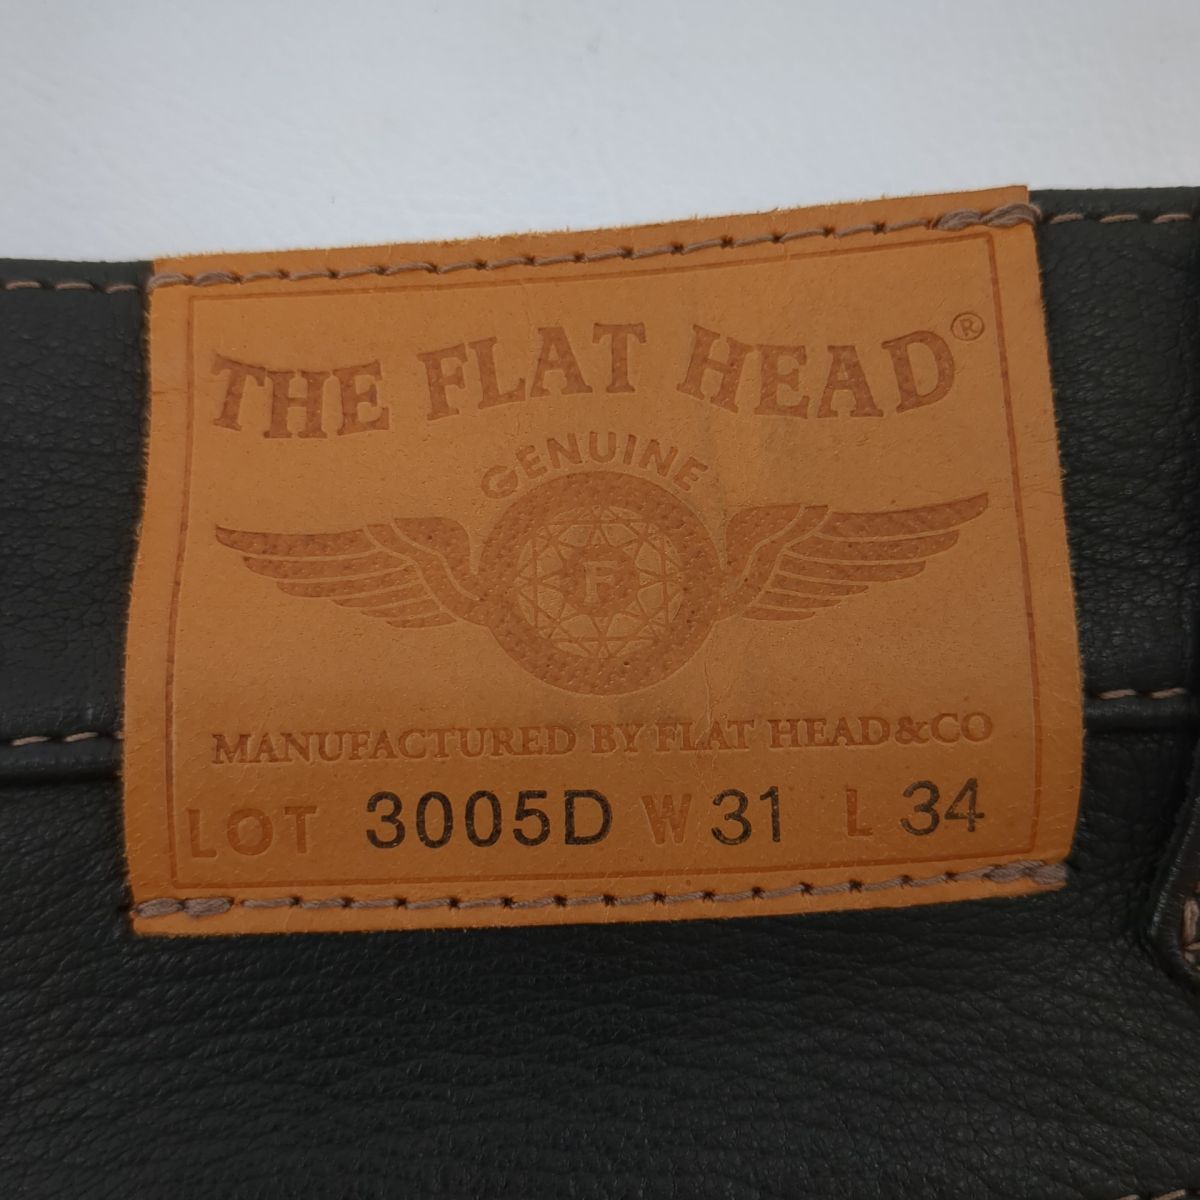 THE FLAT HEAD®
GENUINE
F
MANUFACTURED BY FLAT HEAD&CO
LOT 3005D W 31 L 34